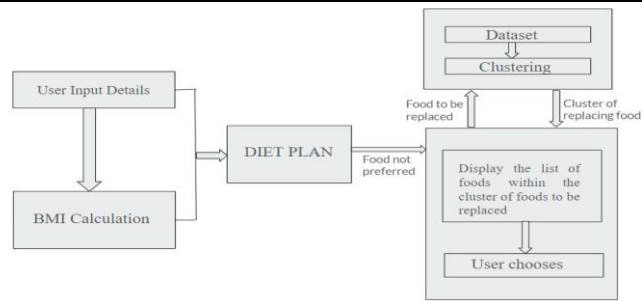 Dataset
Clustering
User Input Details
Food to be
replaced
Cluster of
replacing food
DIET PLAN
Food not
preferred
Display the list of
foods within the
cluster of foods to be
replaced
BMI Calculation
User chooses